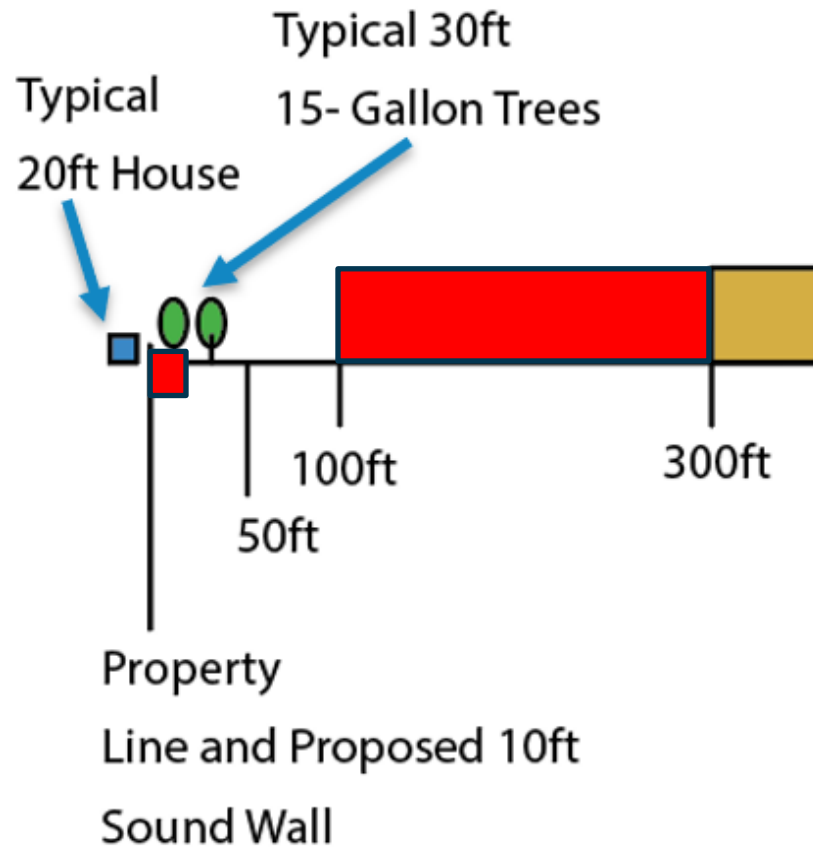 Typical 30ft
15- Gallon Trees
Typical
20ft House
100ft
300ft
50ft
Property
Line and Proposed 10ft
Sound Wall